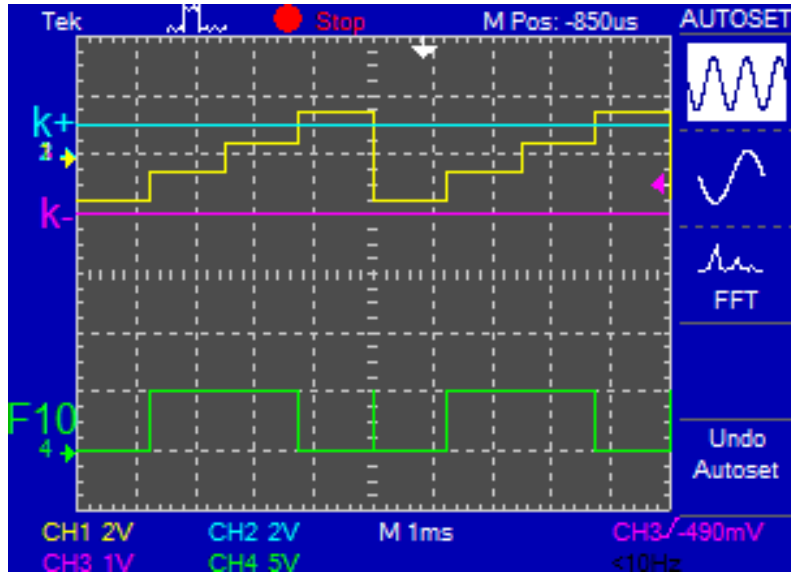 Tek Stop M Pos: -850us AUTOSET
k+
k-
FFT
F10
4
Undo
Autoset
CH1 2V CH2 2V M 1ms CH3 -490mV
CH3 1V CH4 5V <10Hz